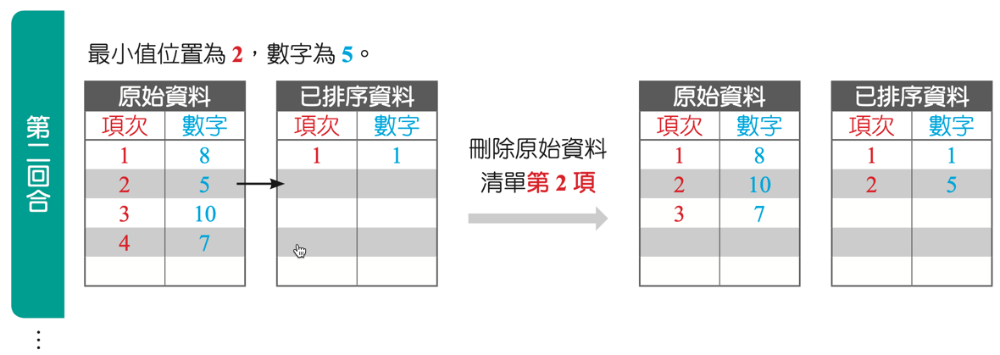 第二回合
最小值位置為 2，數字為 5。
原始資料
項次 數字
1 8
2 5
3 10
4 7
已排序資料
項次 數字
1 1
刪除原始資料
清單第 2 項
原始資料
項次 數字
1 8
2 10
3 7
已排序資料
項次 數字
1 1
2 5
⋮